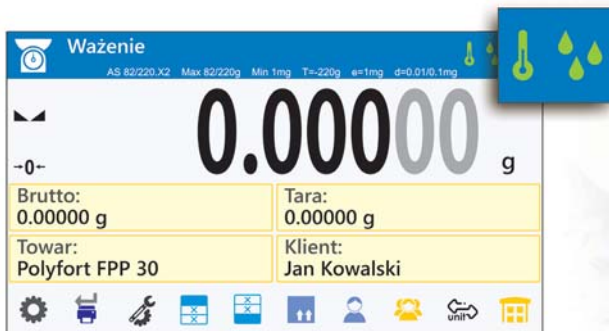 Ważenie
AS 82/220.X2 Max 82/220g Min 1mg T=-220g e=1mg d=0.01/0.1mg
0.00000 g
→0←
Brutto:
0.00000 g
Tara:
0.00000 g
Towar:
Polyfort FPP 30
Klient:
Jan Kowalski
unit